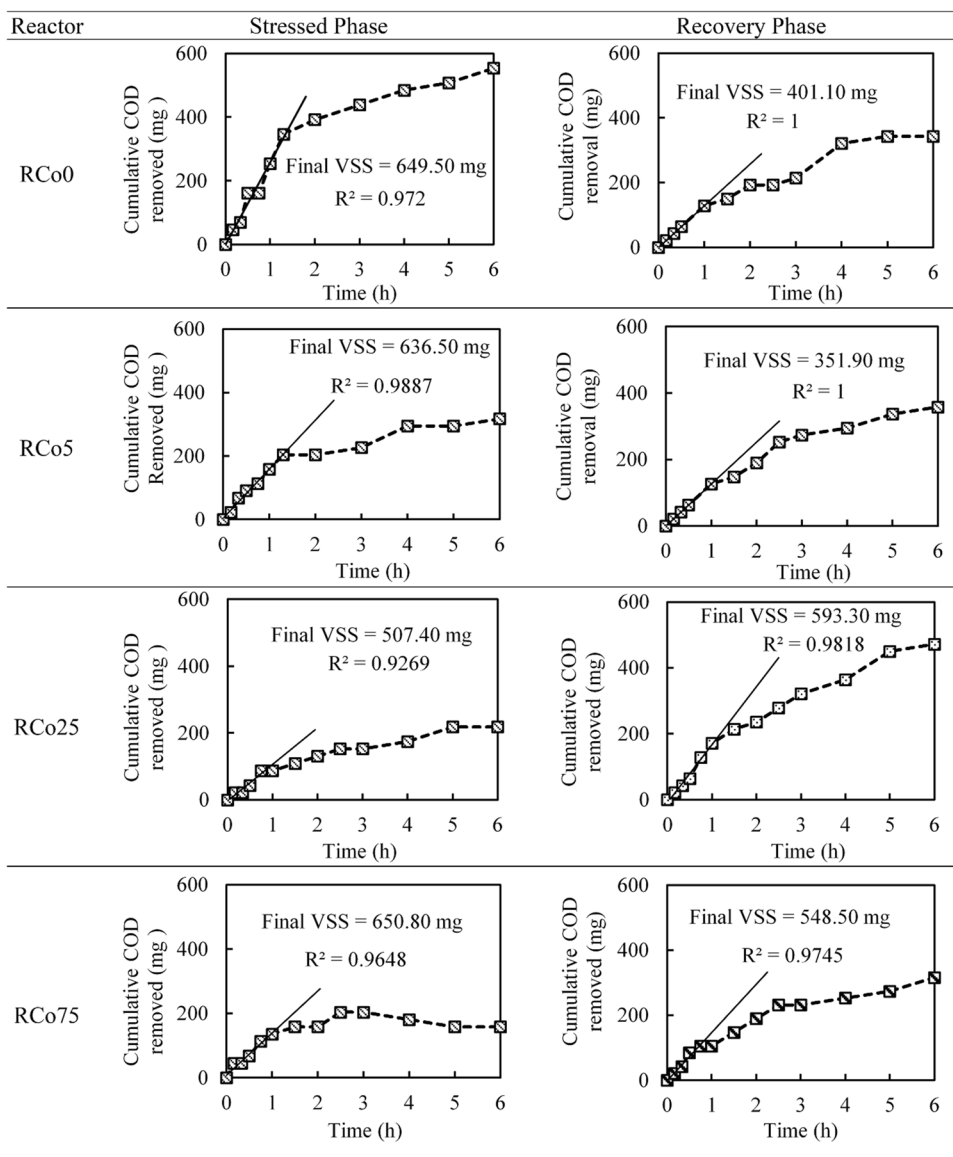 Reactor Stressed Phase Recovery Phase
RCo0
Cumulative COD
removed (mg )
600
400
200
0
Final VSS = 649.50 mg
R² = 0.972
0 1 2 3 4 5 6
Time (h)
Cumulative COD
removal (mg)
600
400
200
0
Final VSS = 401.10 mg
R² = 1
0 1 2 3 4 5 6
Time (h)
RCo5
Cumulative COD
Removed (mg )
600
400
200
0
Final VSS = 636.50 mg
R² = 0.9887
0 1 2 3 4 5 6
Time (h)
Cumulative COD
removal (mg)
600
400
200
0
Final VSS = 351.90 mg
R² = 1
0 1 2 3 4 5 6
Time (h)
RCo25
Cumulative COD
removed (mg )
600
400
200
0
Final VSS = 507.40 mg
R² = 0.9269
0 1 2 3 4 5 6
Time (h)
Cumulative COD
removed (mg)
600
400
200
0
Final VSS = 593.30 mg
R² = 0.9818
0 1 2 3 4 5 6
Time (h)
RCo75
Cumulative COD
removed (mg )
600
400
200
0
Final VSS = 650.80 mg
R² = 0.9648
0 1 2 3 4 5 6
Time (h)
Cumulative COD
removed (mg)
600
400
200
0
Final VSS = 548.50 mg
R² = 0.9745
0 1 2 3 4 5 6
Time (h)